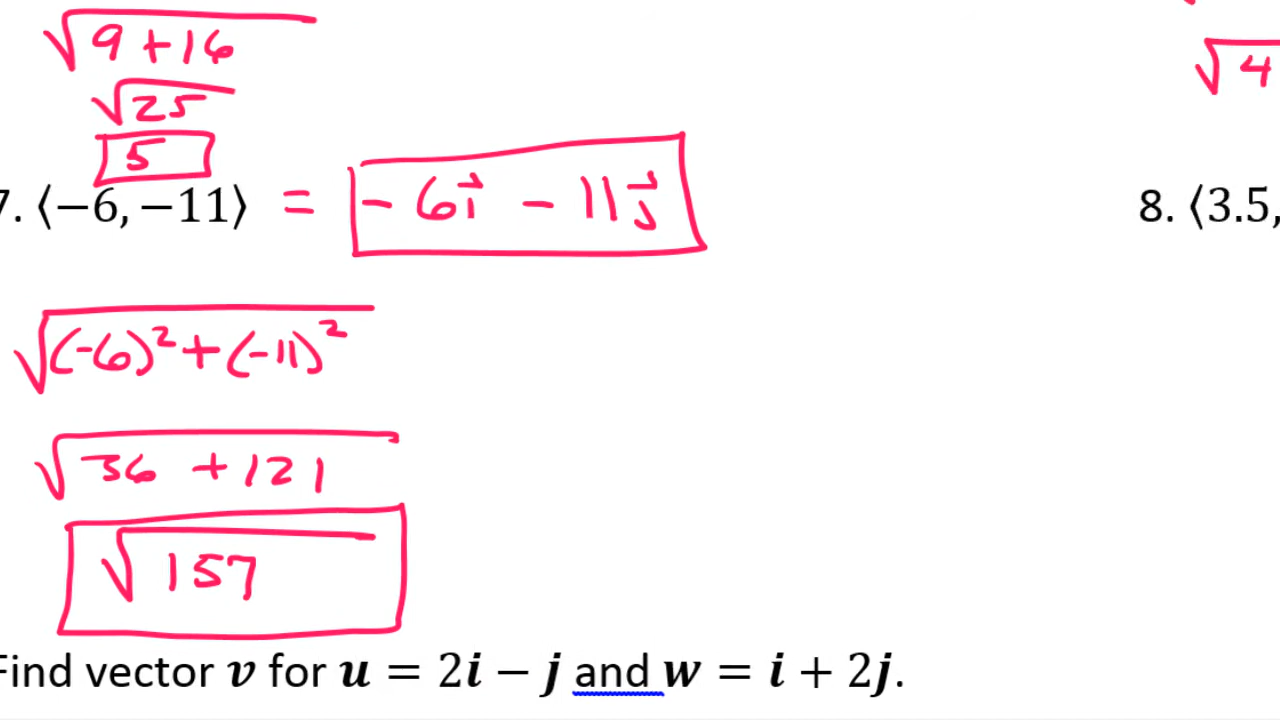 √9 + 16
√4
√25
5
7. ⟨−6, −11⟩ = -6i⃗ - 11j⃗
8. ⟨3.5,
√(-6)² + (-11)²
√36 + 121
√157
Find vector v for u = 2i − j and w = i + 2j.